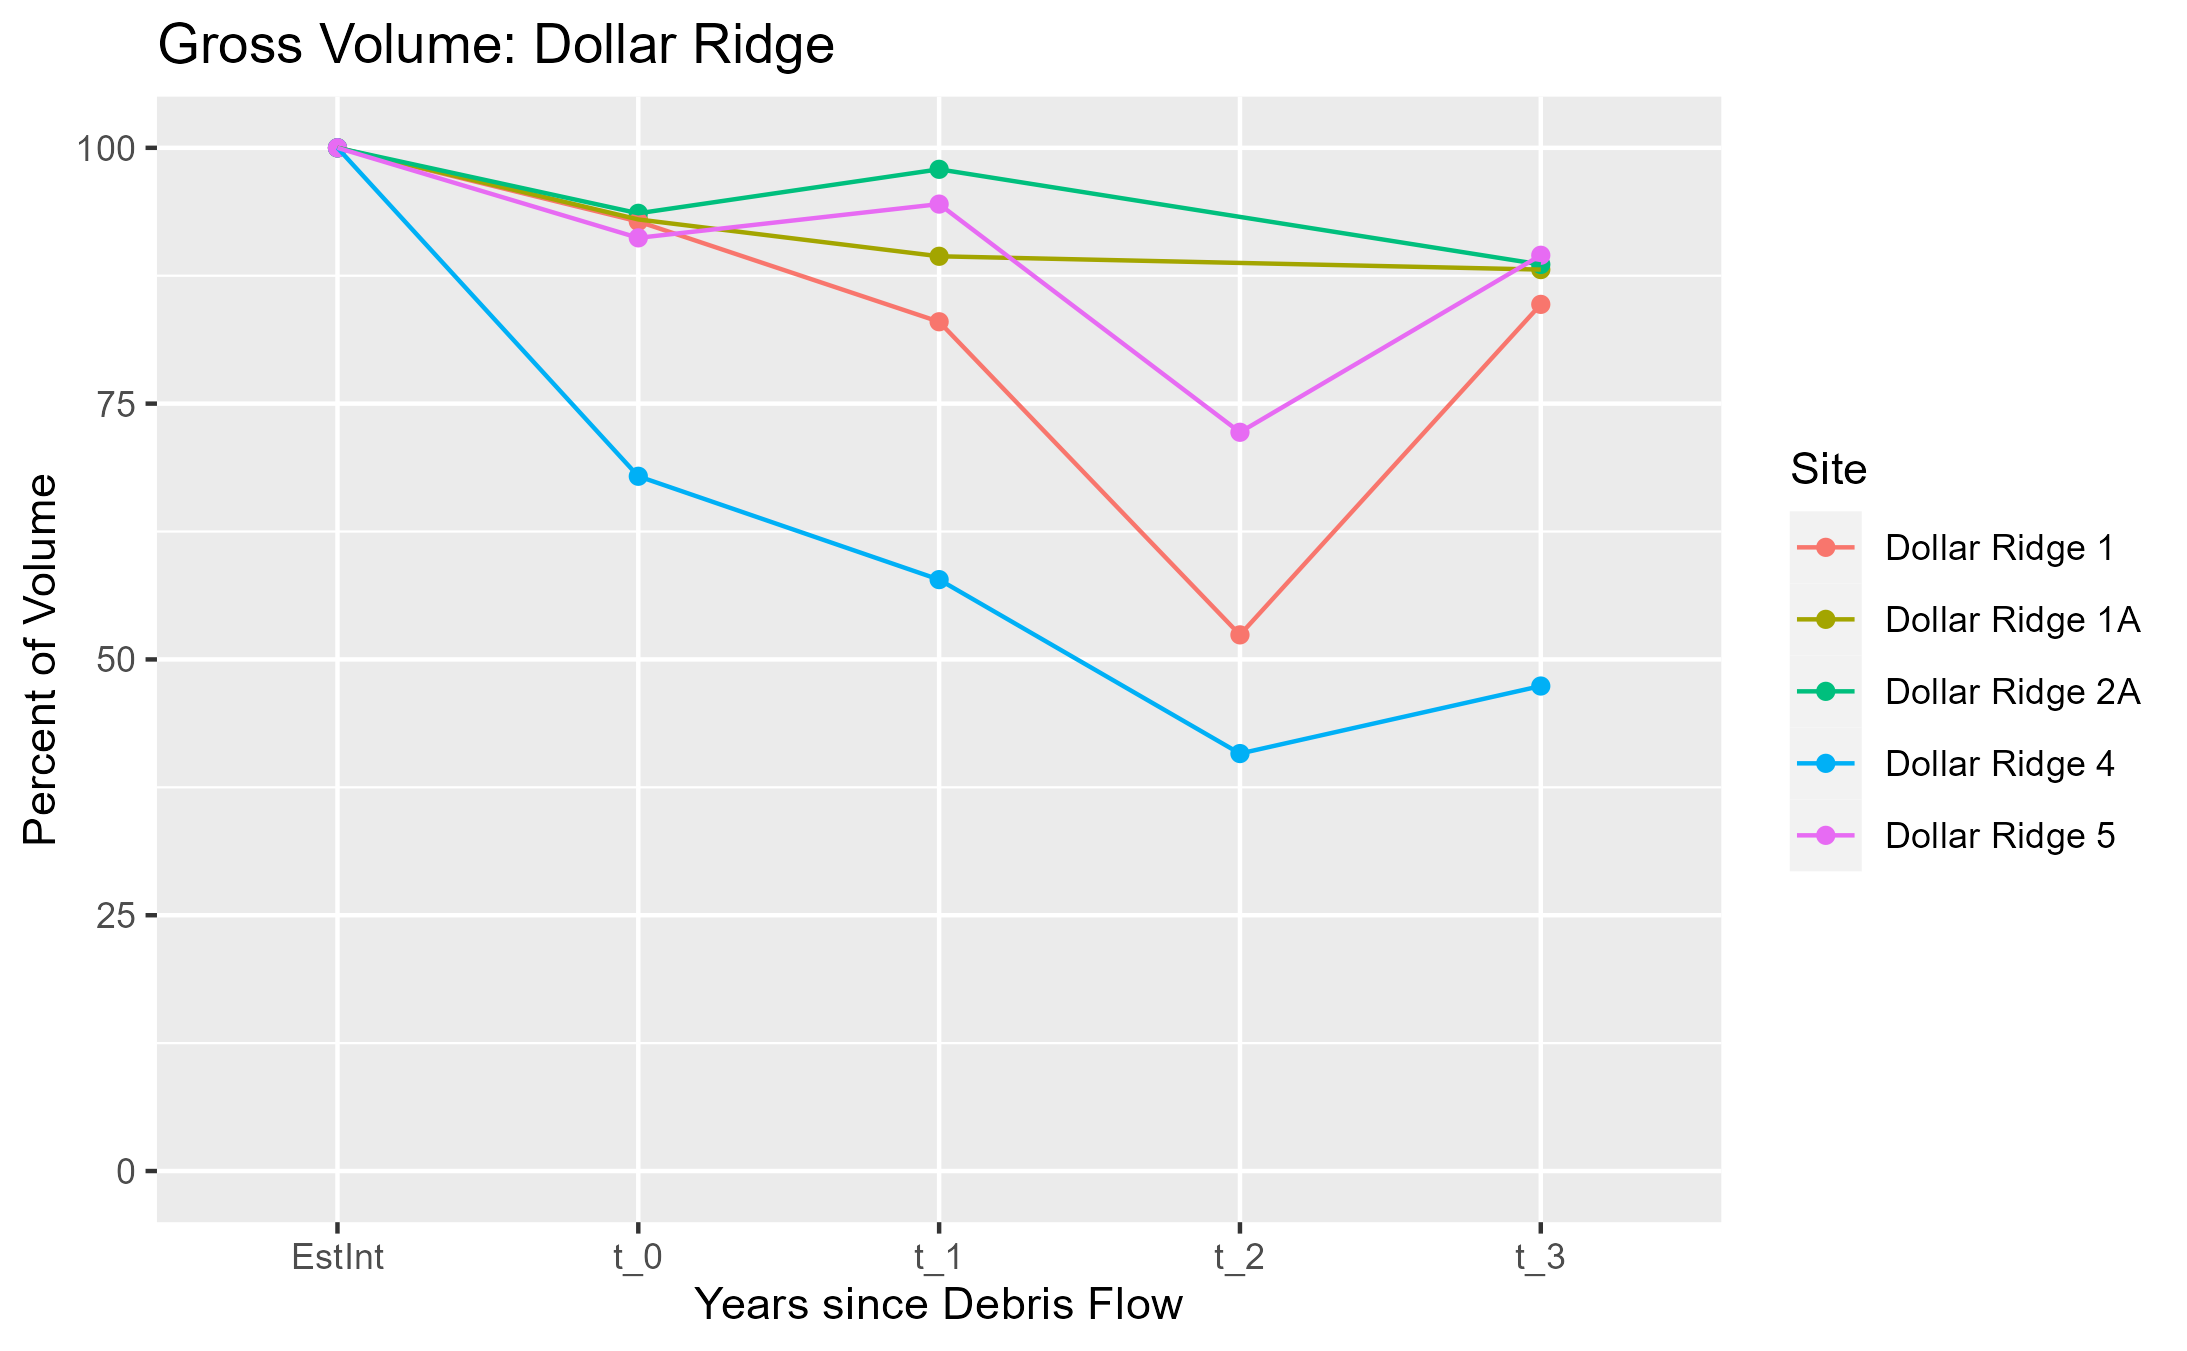 Gross Volume: Dollar Ridge
100
75
50
25
0
Percent of Volume
EstInt
t_0
t_1
t_2
t_3
Years since Debris Flow
Site
Dollar Ridge 1
Dollar Ridge 1A
Dollar Ridge 2A
Dollar Ridge 4
Dollar Ridge 5